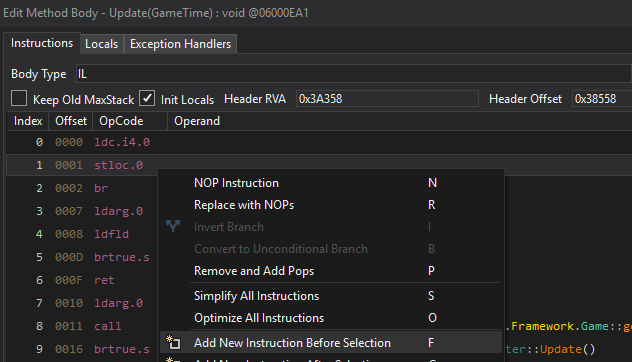 Edit Method Body - Update(GameTime) : void @06000EA1
Instructions Locals Exception Handlers
Body Type IL
Keep Old MaxStack Init Locals Header RVA 0x3A358 Header Offset 0x38558
Index Offset OpCode Operand
0 0000 ldc.i4.0
1 0001 stloc.0
2 0002 br
3 0007 ldarg.0
4 0008 ldfld
5 000D brtrue.s
6 000F ret
7 0010 ldarg.0
8 0011 call .Framework.Game::g
9 0016 brtrue.s ter::Update()
NOP Instruction N
Replace with NOPs R
Invert Branch I
Convert to Unconditional Branch B
Remove and Add Pops P
Simplify All Instructions S
Optimize All Instructions O
Add New Instruction Before Selection F